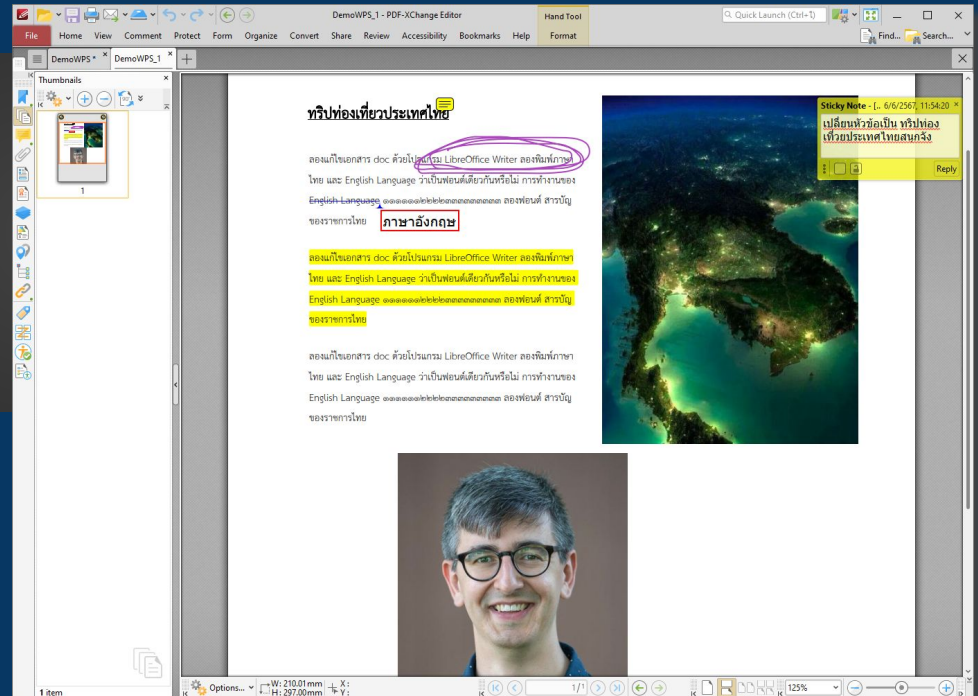 DemoWPS_1 - PDF-XChange Editor
Hand Tool
Quick Launch (Ctrl+1)
File Home View Comment Protect Form Organize Convert Share Review Accessibility Bookmarks Help Format
Find... Search...
DemoWPS * × DemoWPS_1 ×
Thumbnails
1
ทริปท่องเที่ยวประเทศไทย
ลองแก้ไขเอกสาร doc ด้วยโปรแกรม LibreOffice Writer ลองพิมพ์ภาษา
ไทย และ English Language ว่าเป็นฟอนต์เดียวกันหรือไม่ การทำงานของ
English Language ลองฟอนต์ สารบัญ
ของราชการไทย
ภาษาอังกฤษ
ลองแก้ไขเอกสาร doc ด้วยโปรแกรม LibreOffice Writer ลองพิมพ์ภาษา
ไทย และ English Language ว่าเป็นฟอนต์เดียวกันหรือไม่ การทำงานของ
English Language ลองฟอนต์ สารบัญ
ของราชการไทย
ลองแก้ไขเอกสาร doc ด้วยโปรแกรม LibreOffice Writer ลองพิมพ์ภาษา
ไทย และ English Language ว่าเป็นฟอนต์เดียวกันหรือไม่ การทำงานของ
English Language ลองฟอนต์ สารบัญ
ของราชการไทย
Sticky Note - [.. 6/6/2567, 11:54:20 ×
เปลี่ยนหัวข้อเป็น ทริปท่อง
เที่วยประเทศไทยสนุกจัง
Reply
1 item
Options...
W: 210.01mm X:
H: 297.00mm Y:
1/1
125%